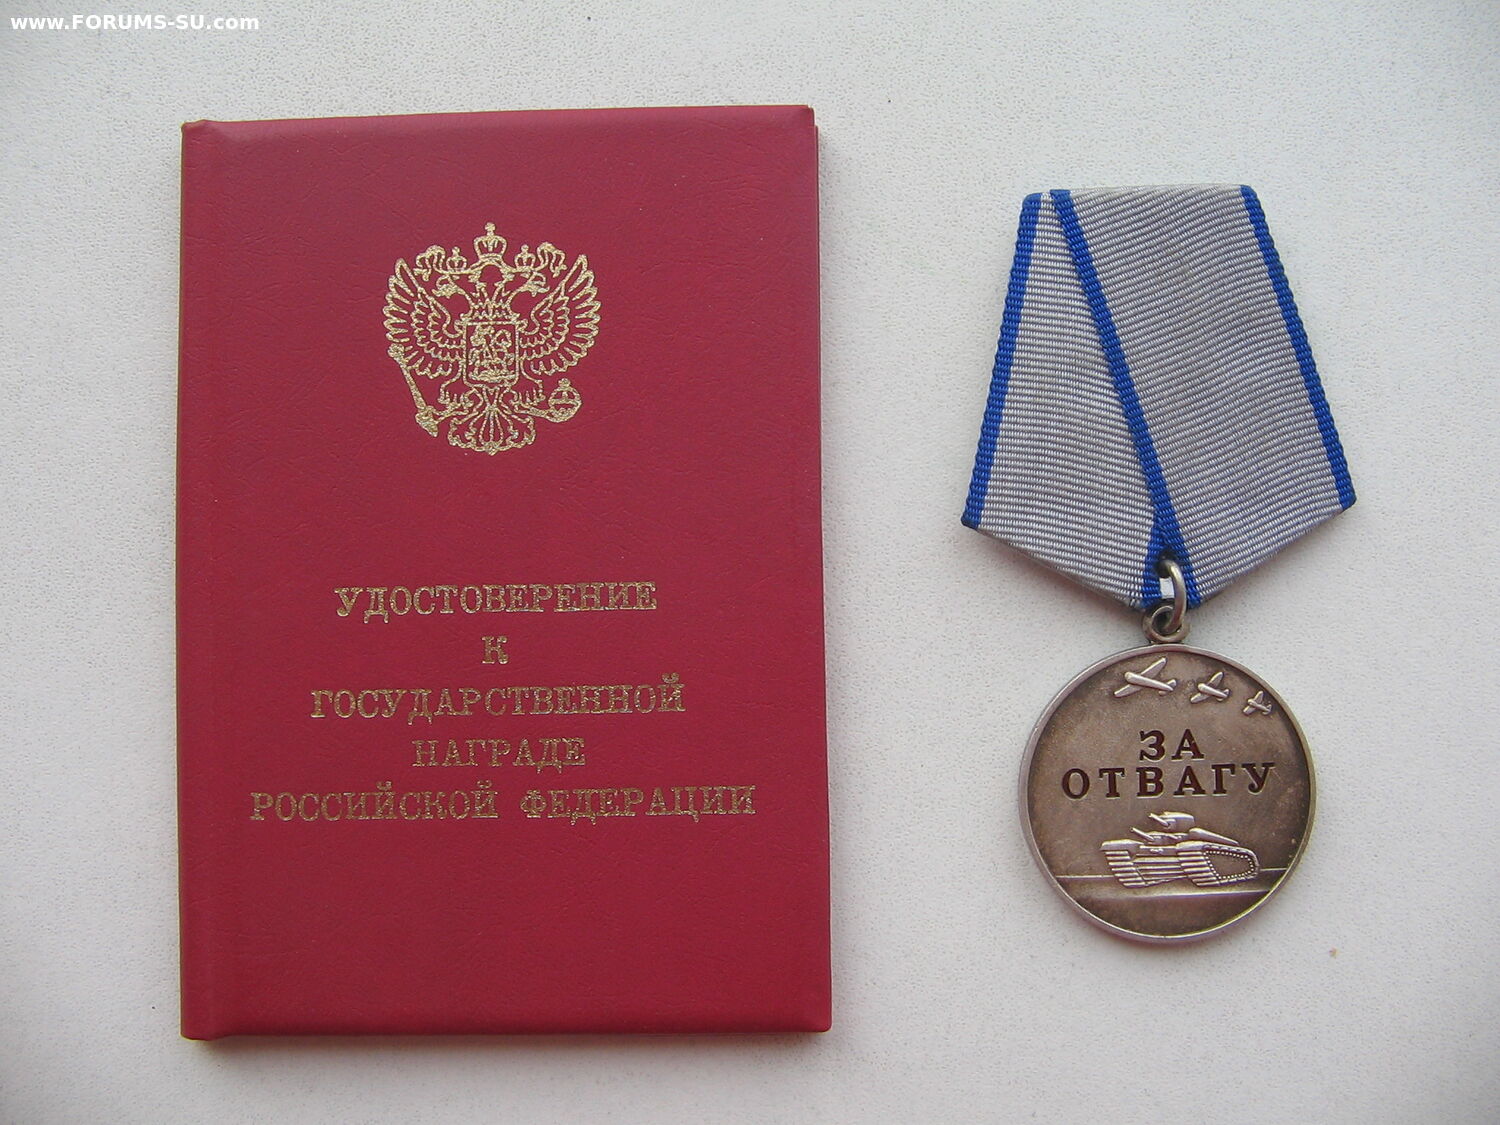 www.FORUMS-SU.com
УДОСТОВЕРЕНИЕ
К
ГОСУДАРСТВЕННОЙ
НАГРАДЕ
РОССИЙСКОЙ ФЕДЕРАЦИИ
ЗА
ОТВАГУ